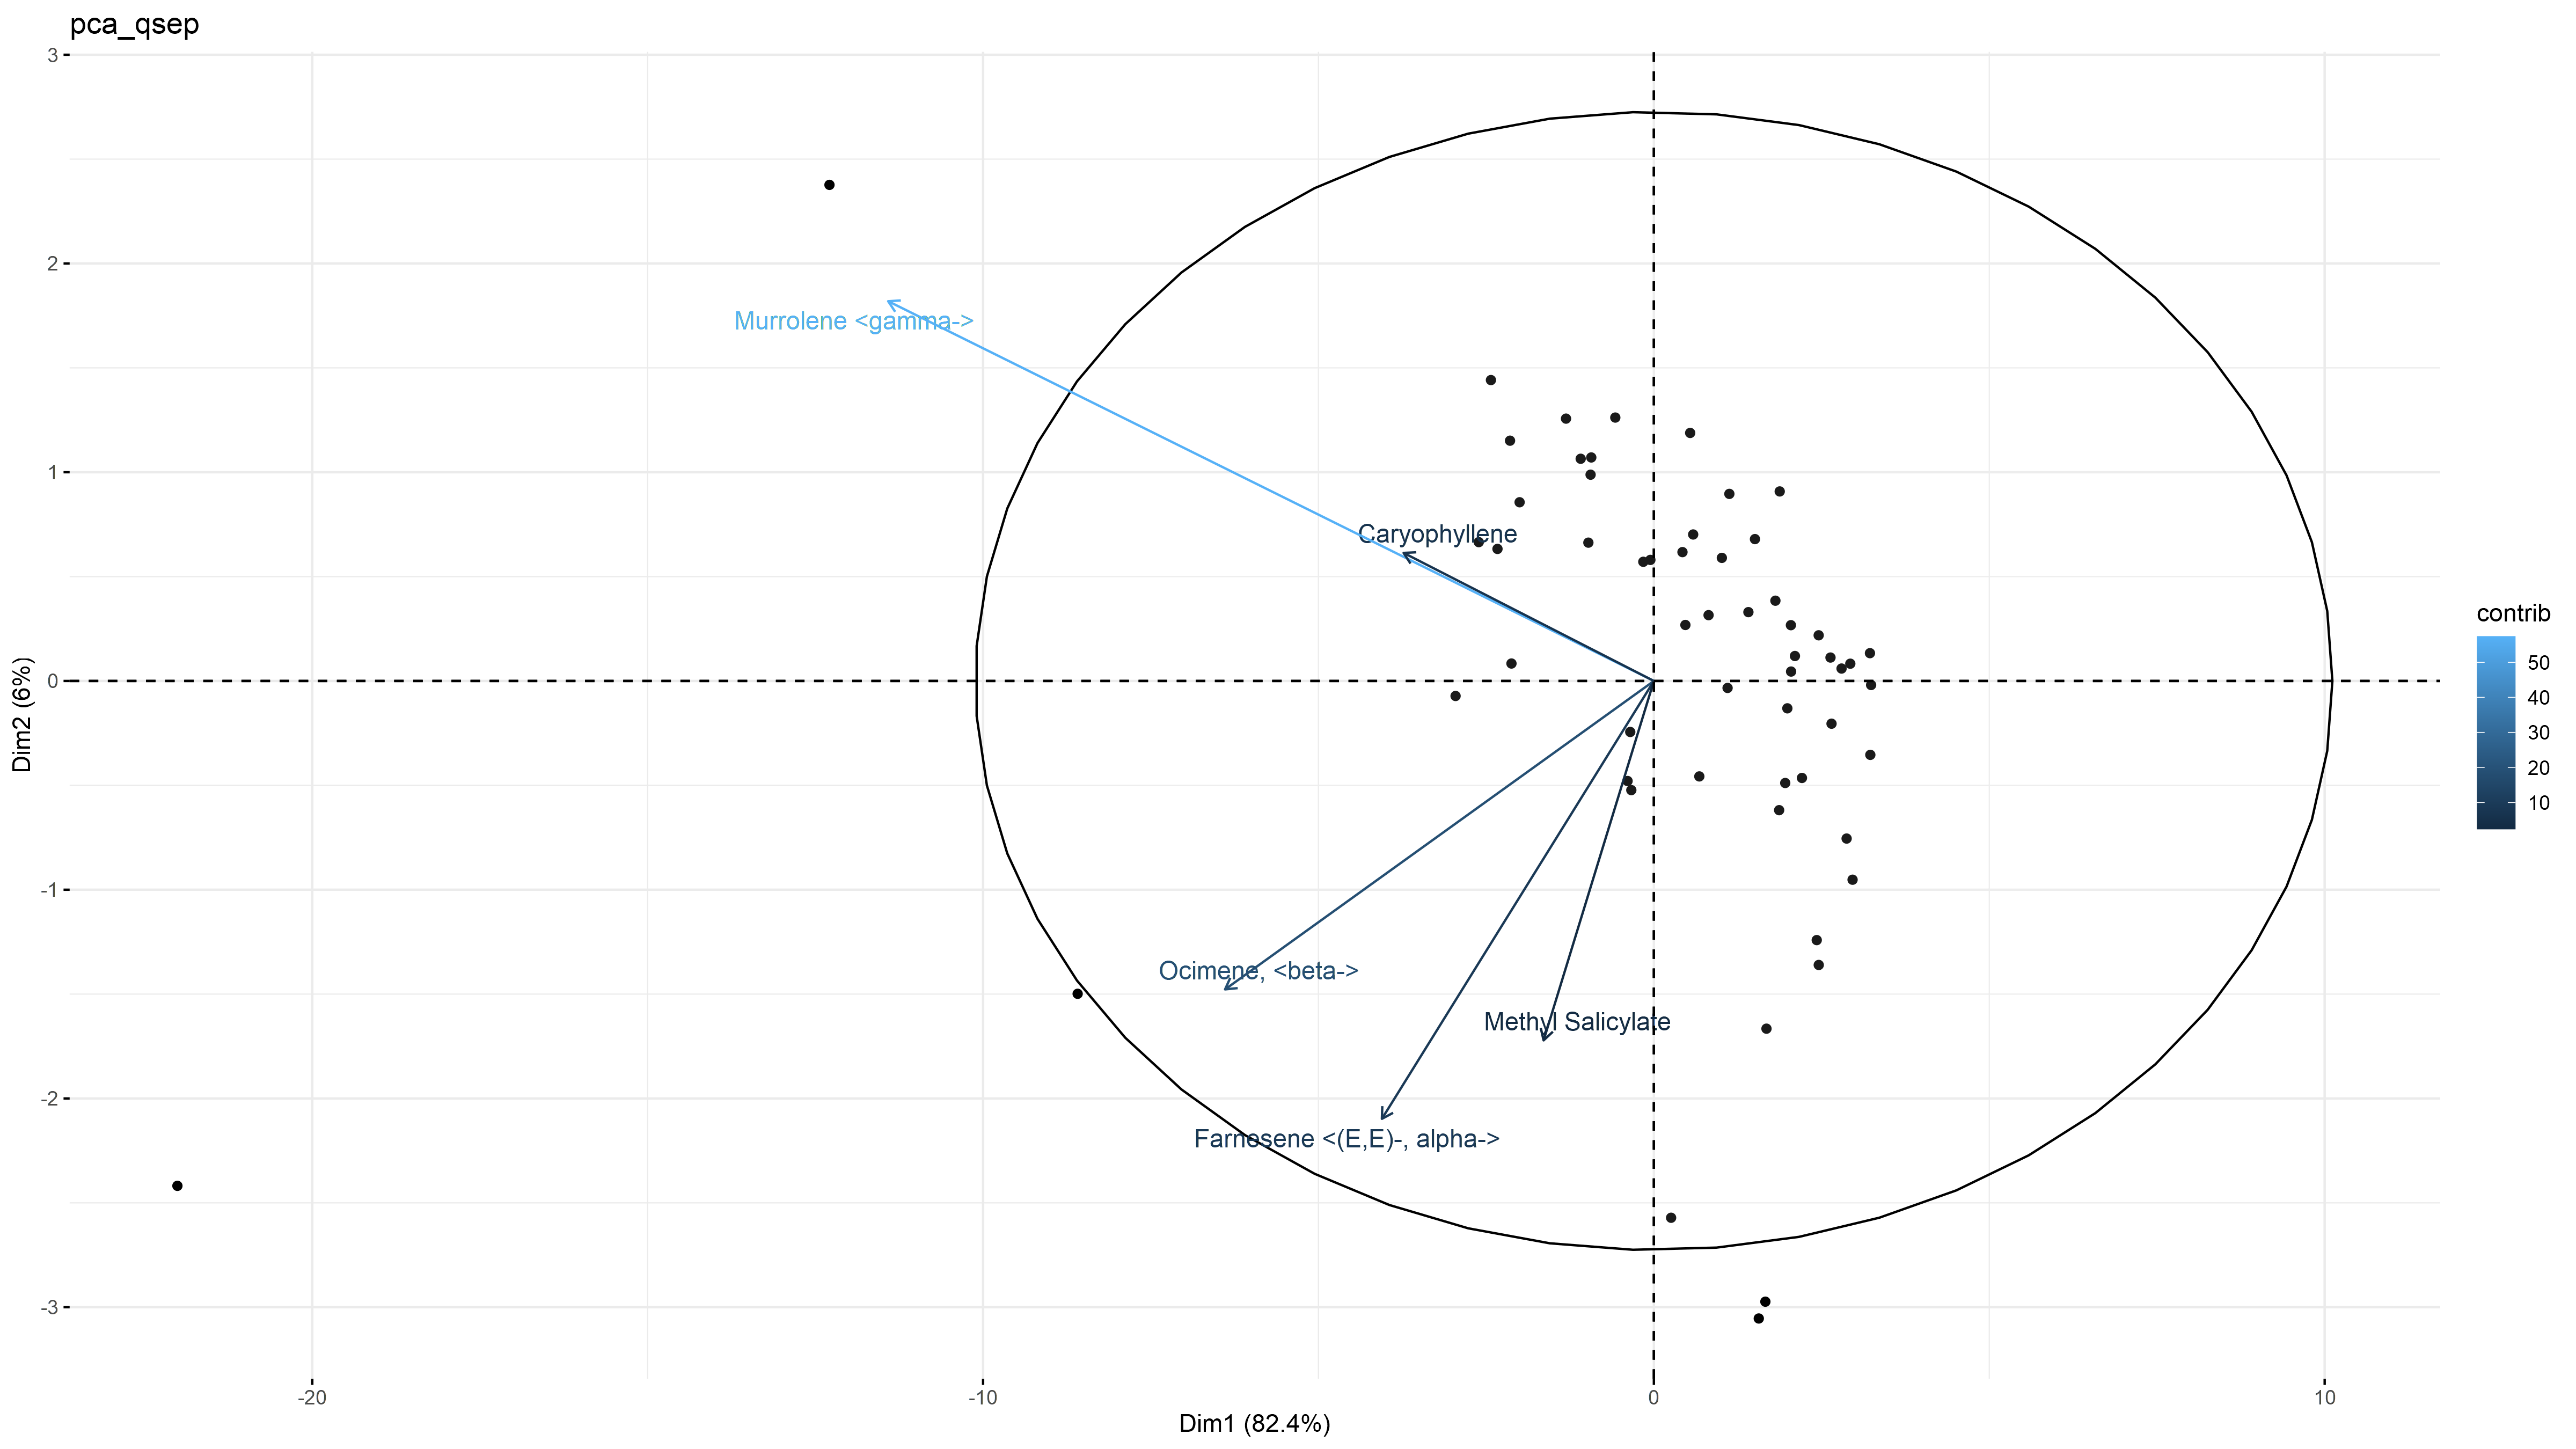 pca_qsep
3
2
1
0
-1
-2
-3
Dim2 (6%)
Murrolene <gamma->
Caryophyllene
Ocimene, <beta->
Methyl Salicylate
Farnosene <(E,E)-, alpha->
-20
-10
0
10
Dim1 (82.4%)
contrib
50
40
30
20
10